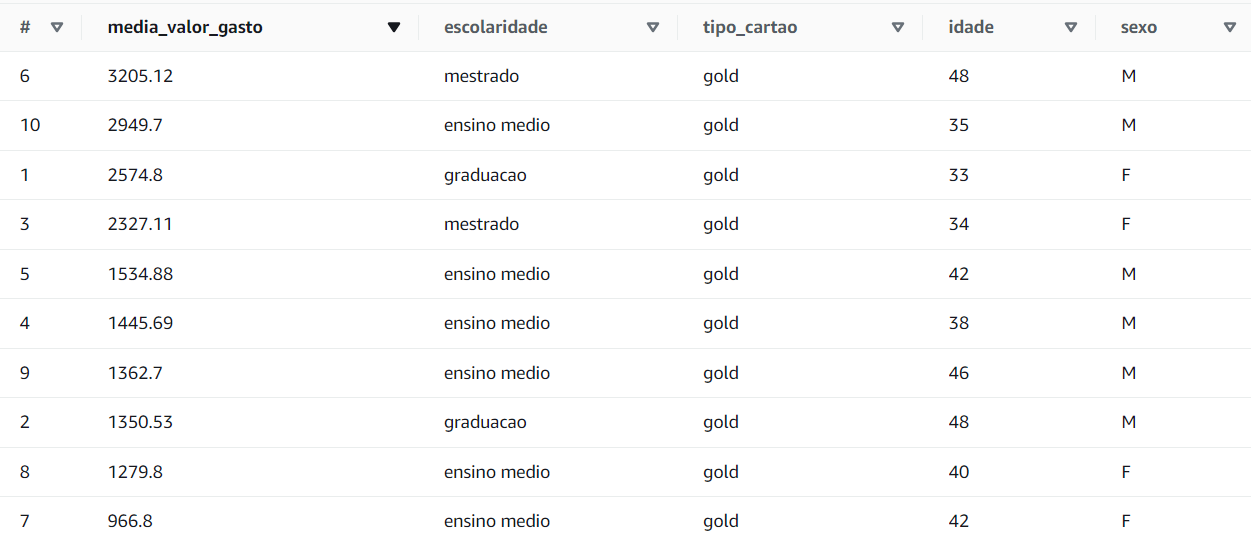 # media_valor_gasto escolaridade tipo_cartao idade sexo
6 3205.12 mestrado gold 48 M
10 2949.7 ensino medio gold 35 M
1 2574.8 graduacao gold 33 F
3 2327.11 mestrado gold 34 F
5 1534.88 ensino medio gold 42 M
4 1445.69 ensino medio gold 38 M
9 1362.7 ensino medio gold 46 M
2 1350.53 graduacao gold 48 M
8 1279.8 ensino medio gold 40 F
7 966.8 ensino medio gold 42 F